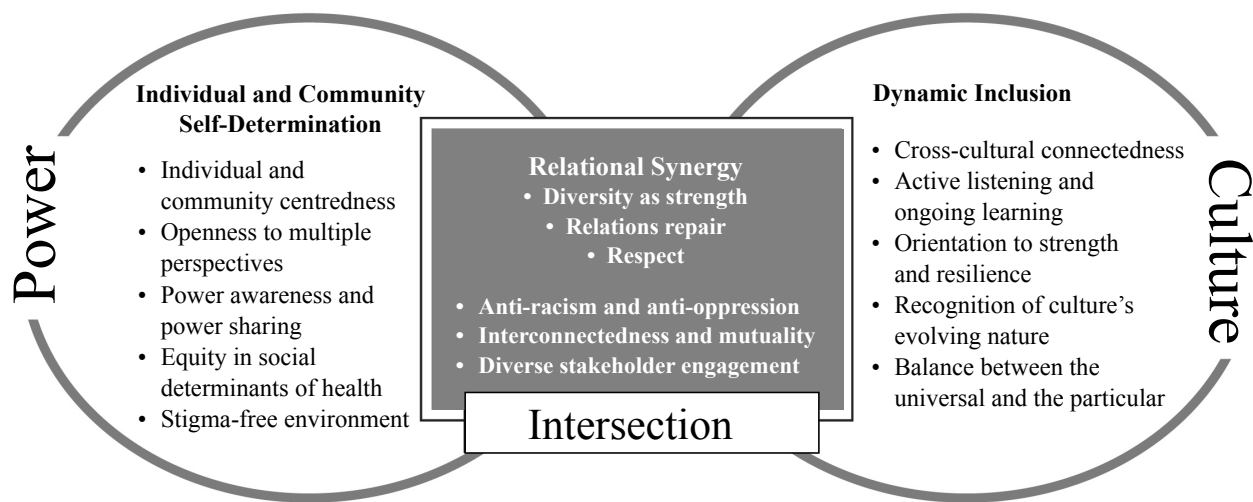 Power
Individual and Community
Self-Determination
• Individual and
community centredness
• Openness to multiple
perspectives
• Power awareness and
power sharing
• Equity in social
determinants of health
• Stigma-free environment
Relational Synergy
• Diversity as strength
• Relations repair
• Respect
• Anti-racism and anti-oppression
• Interconnectedness and mutuality
• Diverse stakeholder engagement
Intersection
Dynamic Inclusion
• Cross-cultural connectedness
• Active listening and
ongoing learning
• Orientation to strength
and resilience
• Recognition of culture’s
evolving nature
• Balance between the
universal and the particular
Culture